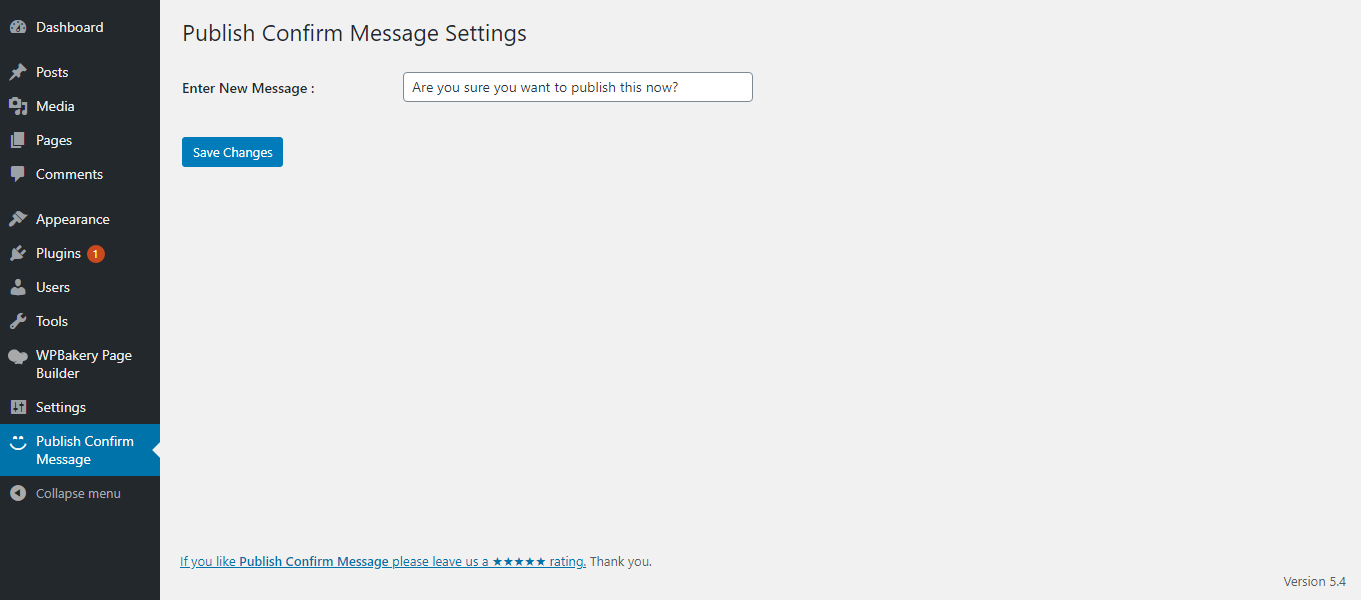 Dashboard
Posts
Media
Pages
Comments
Appearance
Plugins 1
Users
Tools
WPBakery Page
Builder
Settings
Publish Confirm
Message
Collapse menu
Publish Confirm Message Settings
Enter New Message :
Are you sure you want to publish this now?
Save Changes
If you like Publish Confirm Message please leave us a ★★★★★ rating. Thank you.
Version 5.4